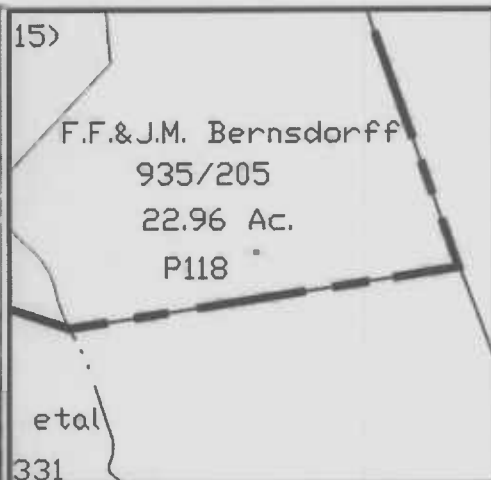 15)
F.F.&J.M. Bernsdorff
935/205
22.96 Ac.
P118
etal
331